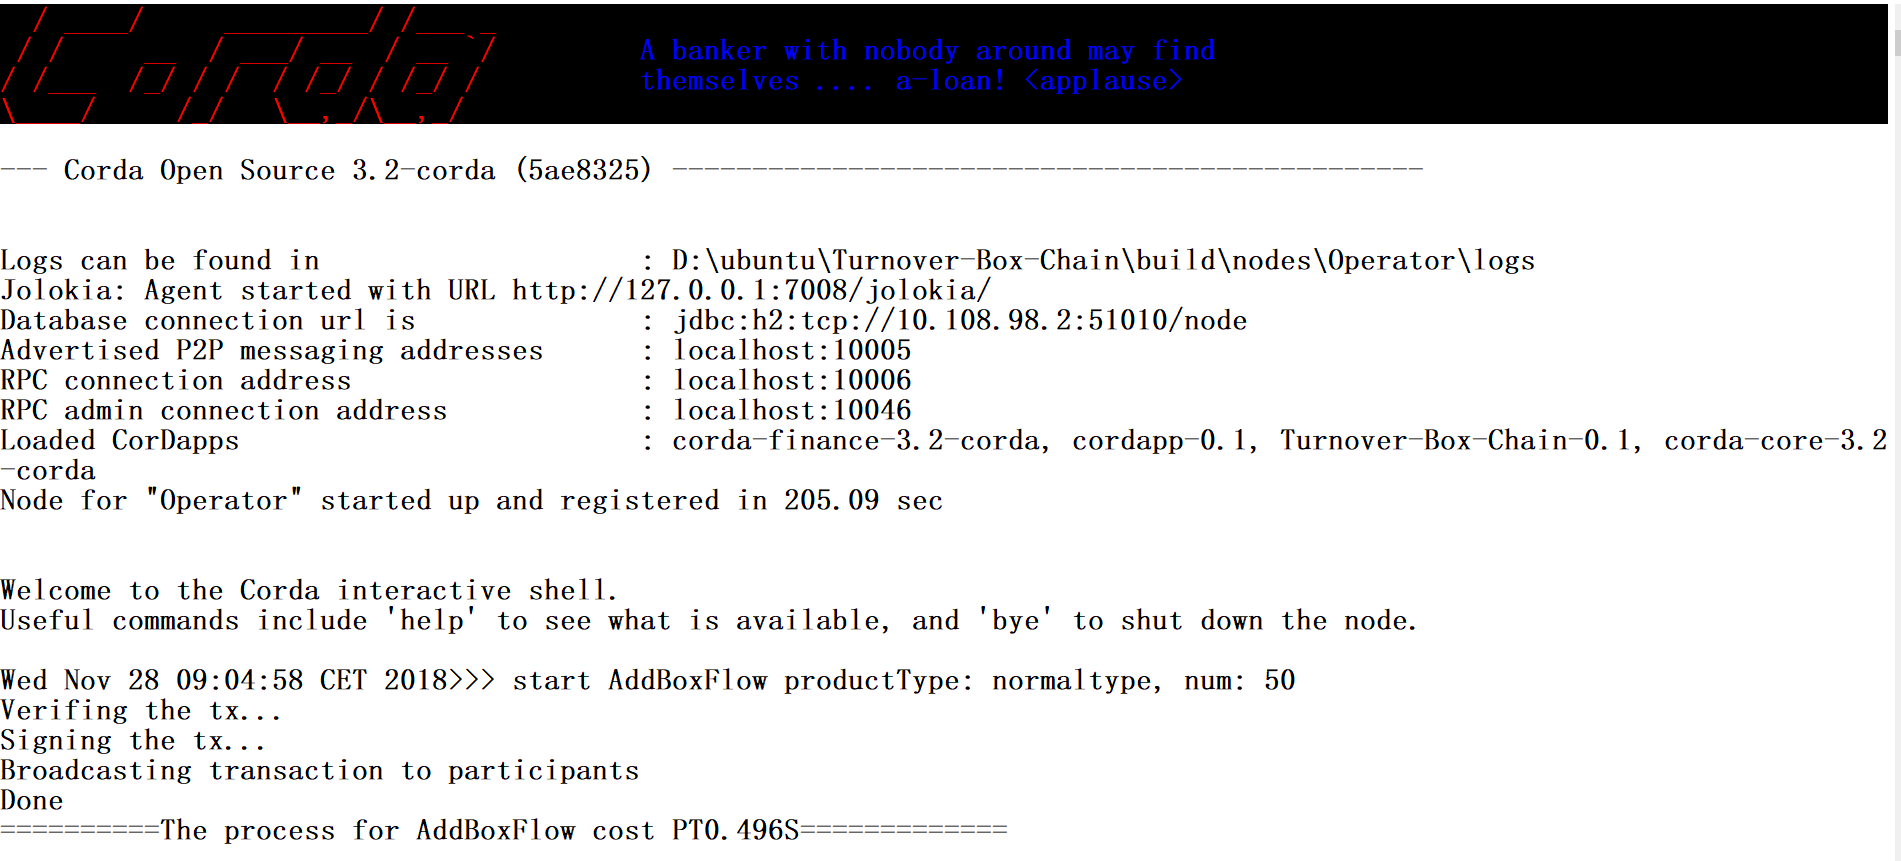 A banker with nobody around may find
themselves .... a-loan! <applause>
--- Corda Open Source 3.2-corda (5ae8325) -----------------------------------------------
Logs can be found in : D:\ubuntu\Turnover-Box-Chain\build\nodes\Operator\logs
Jolokia: Agent started with URL http://127.0.0.1:7008/jolokia/
Database connection url is : jdbc:h2:tcp://10.108.98.2:51010/node
Advertised P2P messaging addresses : localhost:10005
RPC connection address : localhost:10006
RPC admin connection address : localhost:10046
Loaded CorDapps : corda-finance-3.2-corda, cordapp-0.1, Turnover-Box-Chain-0.1, corda-core-3.2
-corda
Node for "Operator" started up and registered in 205.09 sec
Welcome to the Corda interactive shell.
Useful commands include 'help' to see what is available, and 'bye' to shut down the node.
Wed Nov 28 09:04:58 CET 2018>>> start AddBoxFlow productType: normaltype, num: 50
Verifing the tx...
Signing the tx...
Broadcasting transaction to participants
Done
==========The process for AddBoxFlow cost PT0.496S=============